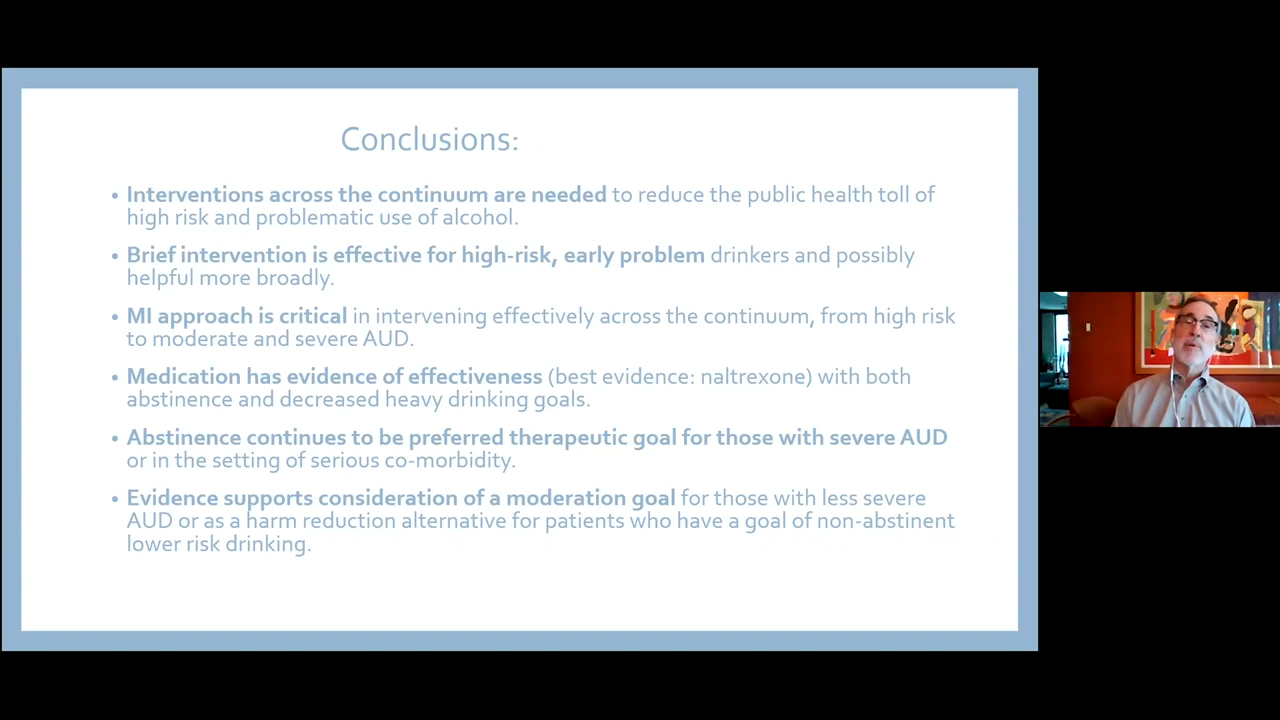 Conclusions:
• Interventions across the continuum are needed to reduce the public health toll of
high risk and problematic use of alcohol.
• Brief intervention is effective for high-risk, early problem drinkers and possibly
helpful more broadly.
• MI approach is critical in intervening effectively across the continuum, from high risk
to moderate and severe AUD.
• Medication has evidence of effectiveness (best evidence: naltrexone) with both
abstinence and decreased heavy drinking goals.
• Abstinence continues to be preferred therapeutic goal for those with severe AUD
or in the setting of serious co-morbidity.
• Evidence supports consideration of a moderation goal for those with less severe
AUD or as a harm reduction alternative for patients who have a goal of non-abstinent
lower risk drinking.